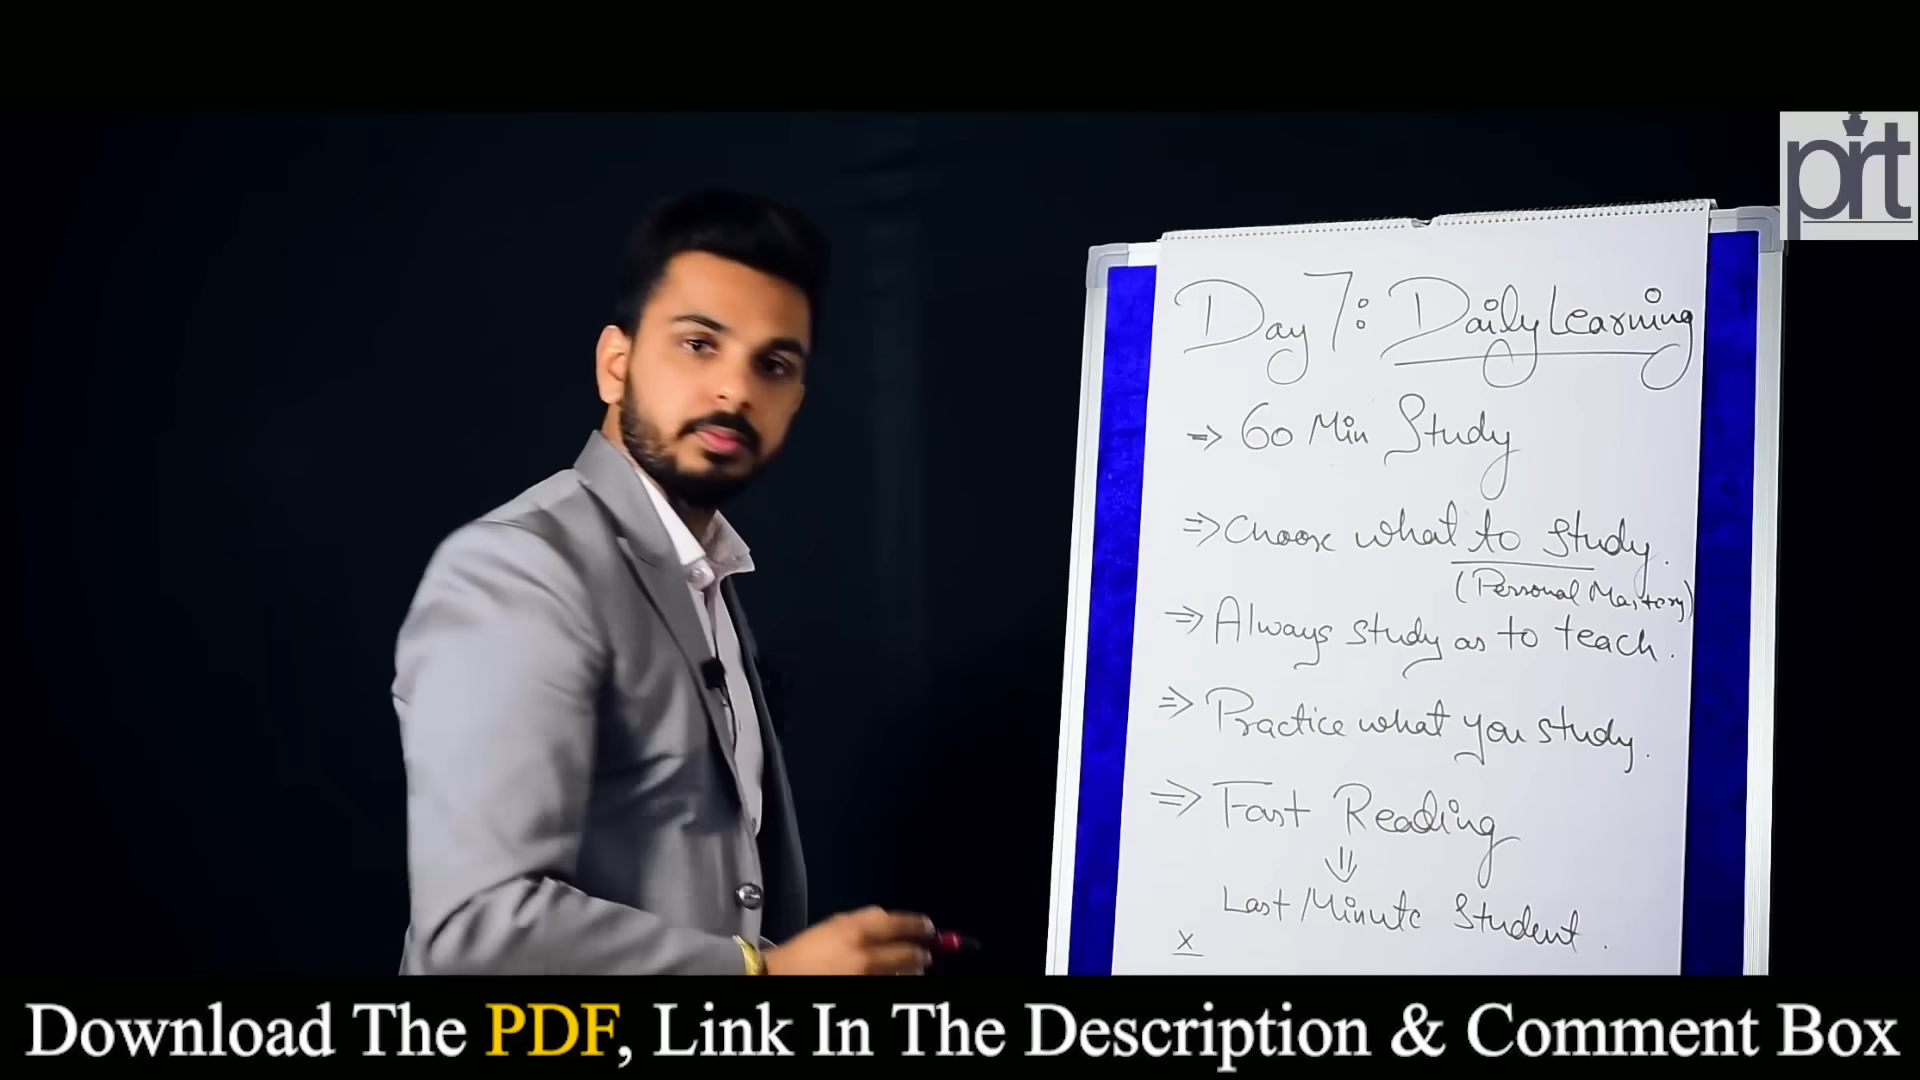 prt
Day 7: Daily Learning
⇒ 60 Min Study
⇒ Choose what to study.
(Personal Mastery)
⇒ Always study as to teach.
⇒ Practice what you study.
⇒ Fast Reading
⇓
Last Minute Student.
x
Download The PDF, Link In The Description & Comment Box